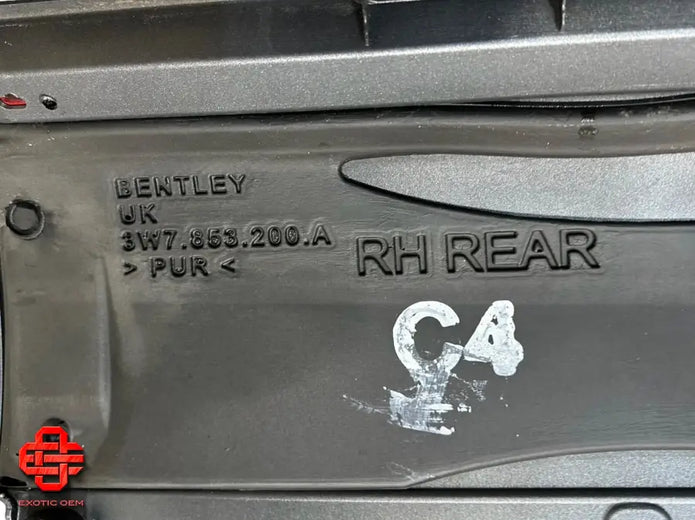 BENTLEY
UK
3W7.853.200.A
> PUR <
RH REAR
C4
EXOTIC OEM